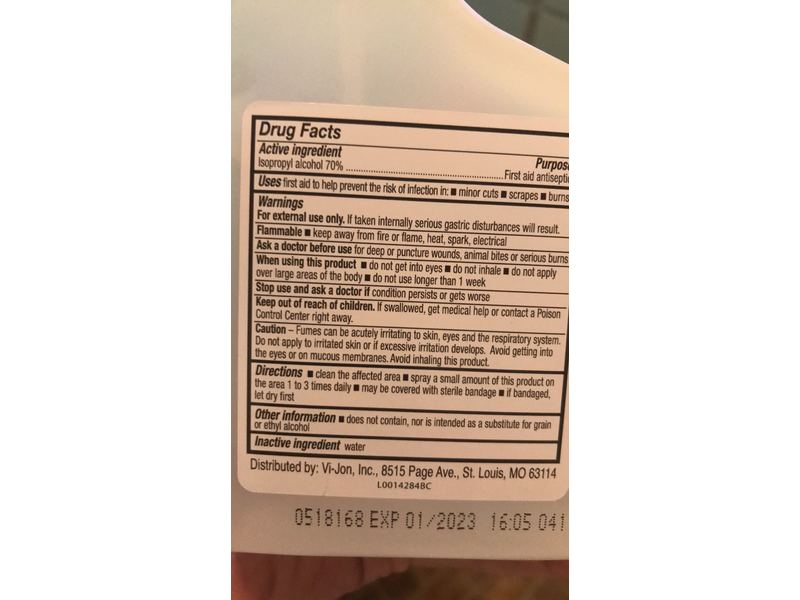 Drug Facts
Active ingredient Purpos
Isopropyl alcohol 70% ........ First aid antisepti
Uses first aid to help prevent the risk of infection in: ■ minor cuts ■ scrapes ■ burns
Warnings
For external use only. If taken internally serious gastric disturbances will result.
Flammable ■ keep away from fire or flame, heat, spark, electrical
Ask a doctor before use for deep or puncture wounds, animal bites or serious burns
When using this product ■ do not get into eyes ■ do not inhale ■ do not apply
over large areas of the body ■ do not use longer than 1 week
Stop use and ask a doctor if condition persists or gets worse
Keep out of reach of children. If swallowed, get medical help or contact a Poison
Control Center right away.
Caution – Fumes can be acutely irritating to skin, eyes and the respiratory system.
Do not apply to irritated skin or if excessive irritation develops. Avoid getting into
the eyes or on mucous membranes. Avoid inhaling this product.
Directions ■ clean the affected area ■ spray a small amount of this product on
the area 1 to 3 times daily ■ may be covered with sterile bandage ■ if bandaged,
let dry first
Other information ■ does not contain, nor is intended as a substitute for grain
or ethyl alcohol
Inactive ingredient water
Distributed by: Vi-Jon, Inc., 8515 Page Ave., St. Louis, MO 63114
L0014284BC
0518168 EXP 01/2023 16:05 041